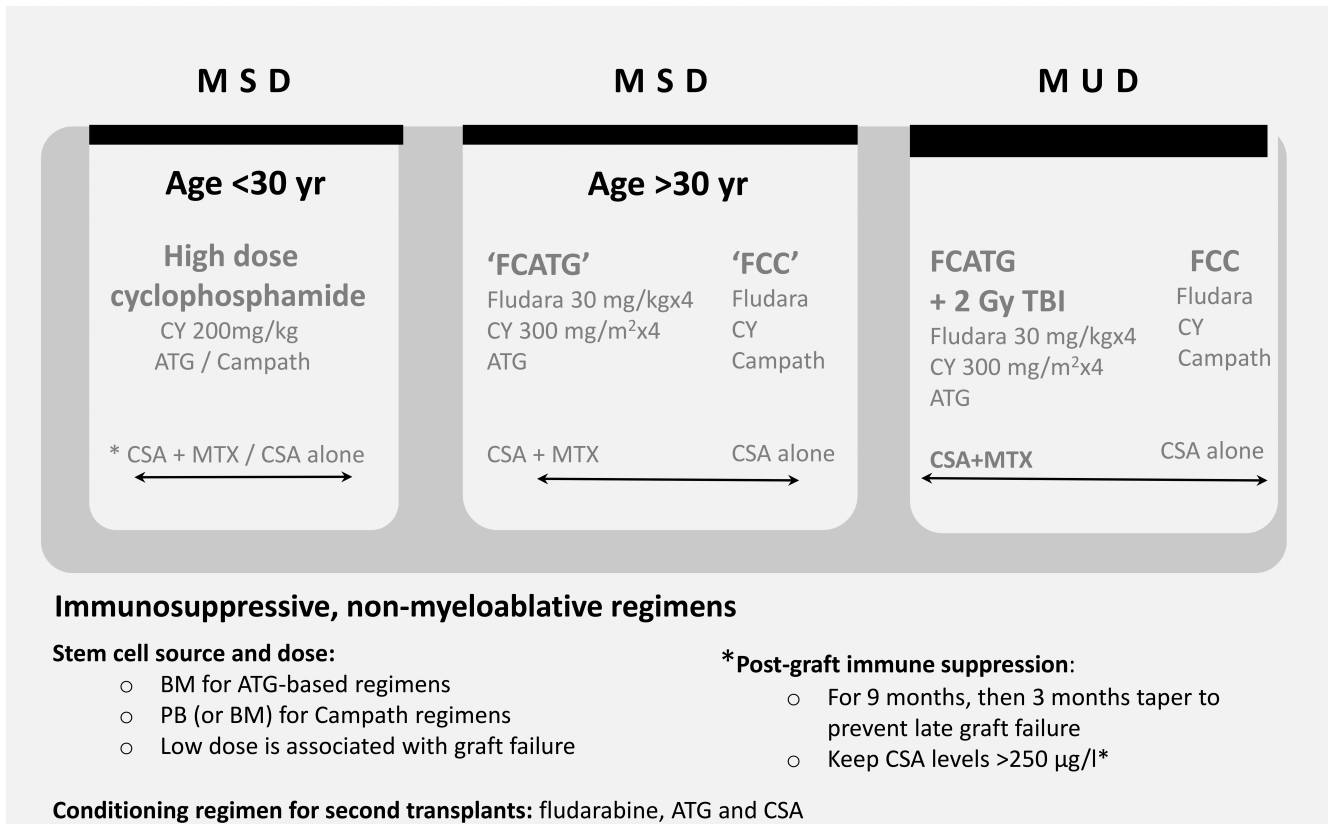 M S D
Age <30 yr
High dose
cyclophosphamide
CY 200mg/kg
ATG / Campath
* CSA + MTX / CSA alone
M S D
Age >30 yr
‘FCATG’
Fludara 30 mg/kgx4
CY 300 mg/m²x4
ATG
CSA + MTX
‘FCC’
Fludara
CY
Campath
CSA alone
M U D
FCATG
+ 2 Gy TBI
Fludara 30 mg/kgx4
CY 300 mg/m²x4
ATG
CSA+MTX
FCC
Fludara
CY
Campath
CSA alone
Immunosuppressive, non-myeloablative regimens
Stem cell source and dose:
○ BM for ATG-based regimens
○ PB (or BM) for Campath regimens
○ Low dose is associated with graft failure
*Post-graft immune suppression:
○ For 9 months, then 3 months taper to
prevent late graft failure
○ Keep CSA levels >250 µg/l*
Conditioning regimen for second transplants: fludarabine, ATG and CSA